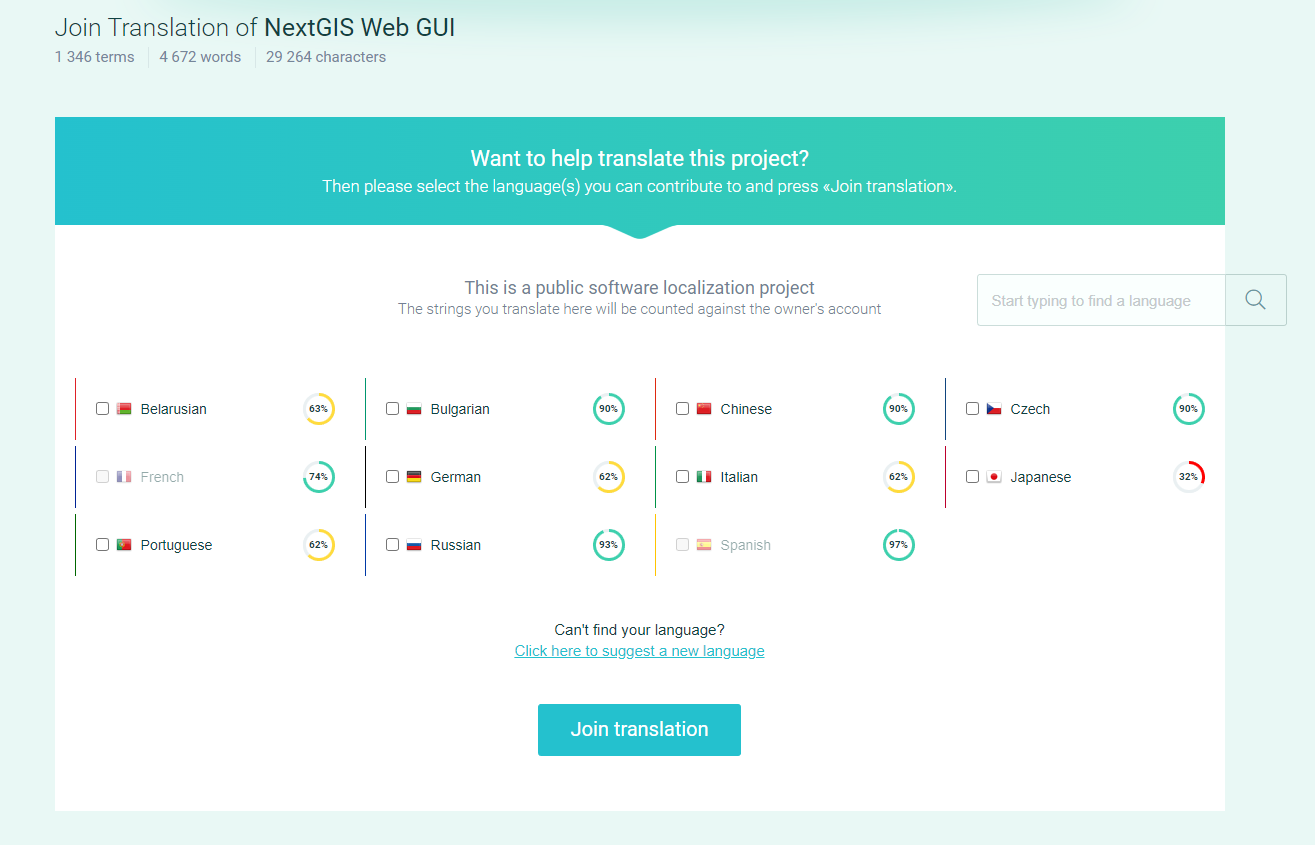 Join Translation of NextGIS Web GUI
1 346 terms 4 672 words 29 264 characters
Want to help translate this project?
Then please select the language(s) you can contribute to and press «Join translation».
This is a public software localization project
The strings you translate here will be counted against the owner's account
Start typing to find a language
Belarusian 63% Bulgarian 90% Chinese 90% Czech 90%
French 74% German 62% Italian 62% Japanese 32%
Portuguese 62% Russian 93% Spanish 97%
Can't find your language?
Click here to suggest a new language
Join translation